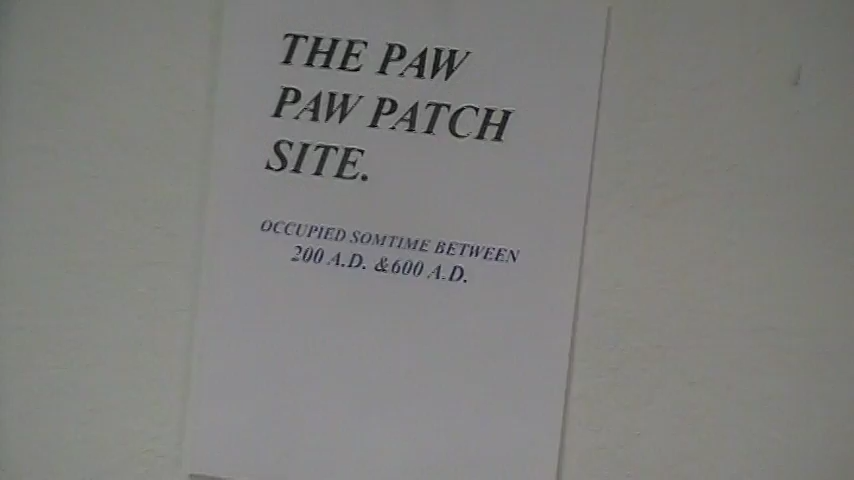 THE PAW
PAW PATCH
SITE.
OCCUPIED SOMTIME BETWEEN
200 A.D. &600 A.D.